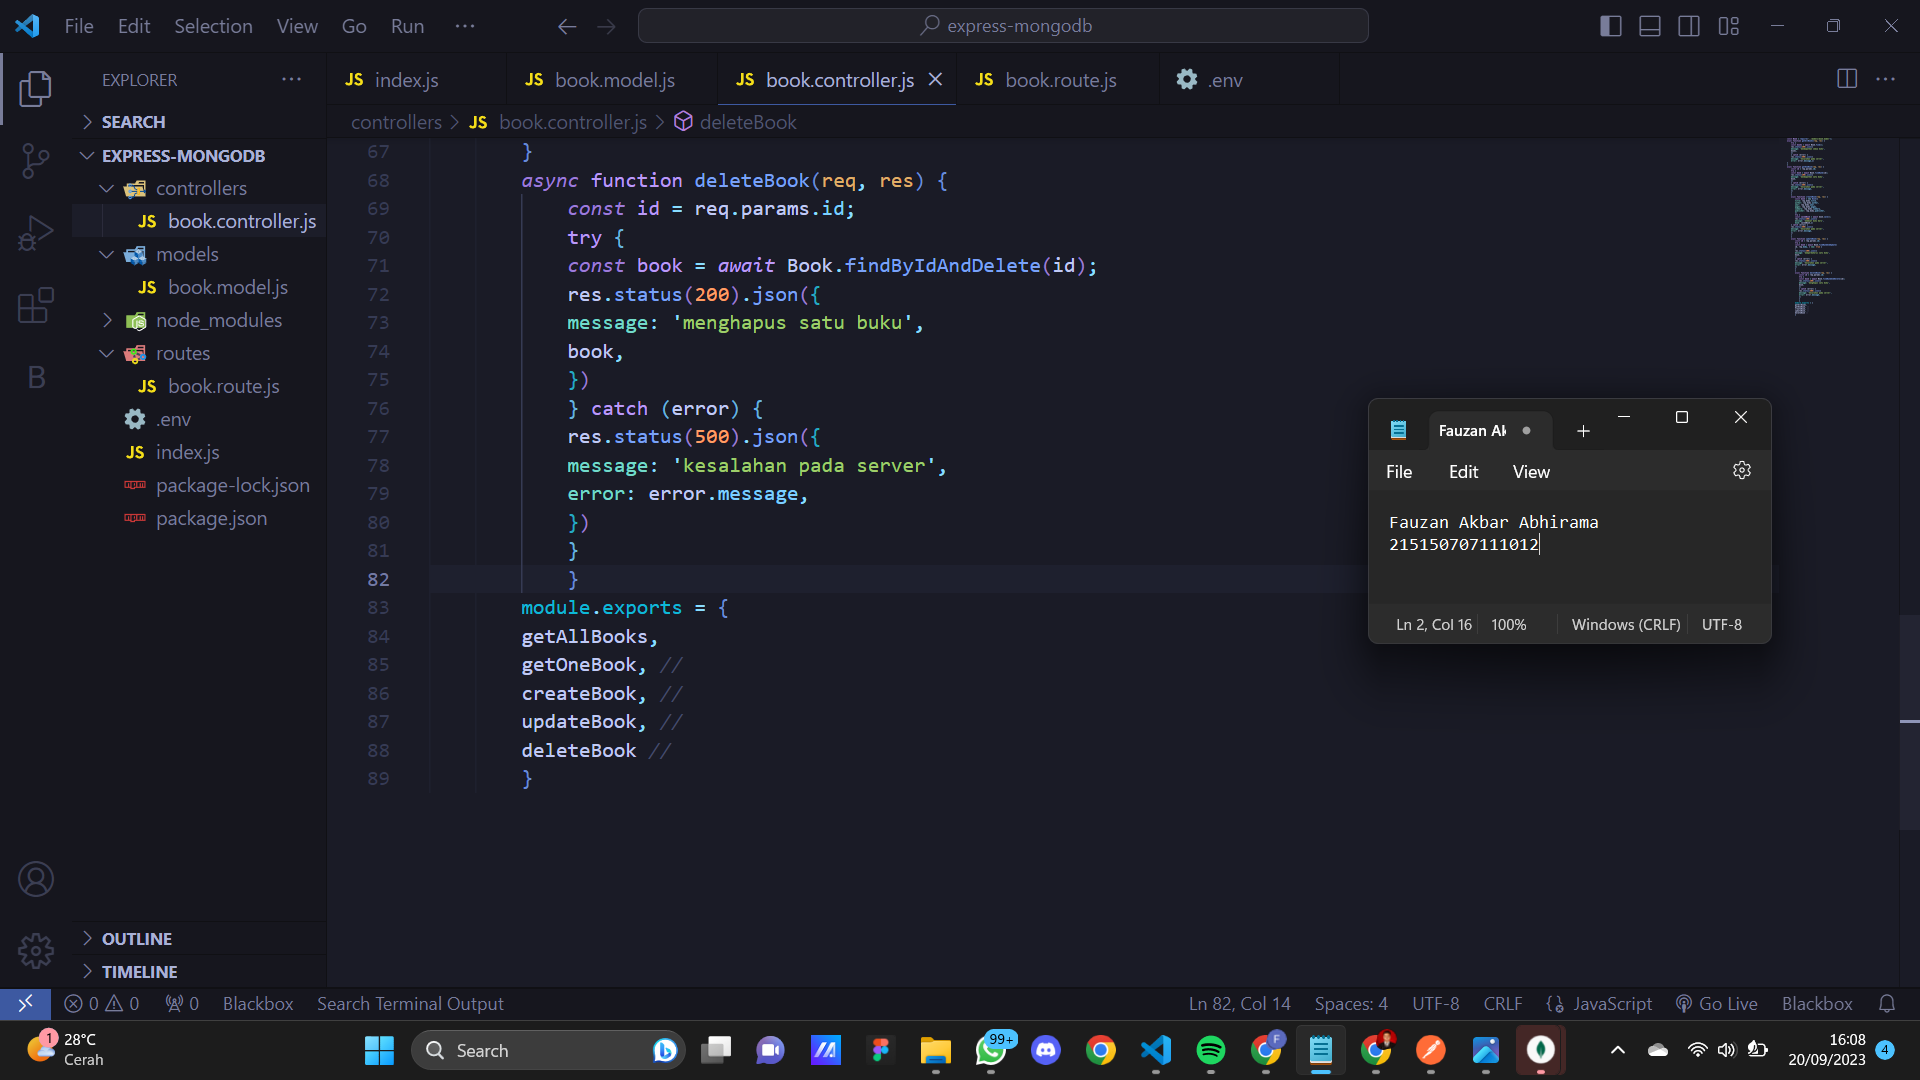 File Edit Selection View Go Run ···
express-mongodb
EXPLORER ···
SEARCH
EXPRESS-MONGODB
controllers
JS book.controller.js
models
JS book.model.js
node_modules
routes
JS book.route.js
.env
JS index.js
package-lock.json
package.json
OUTLINE
TIMELINE
B
JS index.js
JS book.model.js
JS book.controller.js
JS book.route.js
.env
controllers > JS book.controller.js > deleteBook
67 }
68 async function deleteBook(req, res) {
69 const id = req.params.id;
70 try {
71 const book = await Book.findByIdAndDelete(id);
72 res.status(200).json({
73 message: 'menghapus satu buku',
74 book,
75 })
76 } catch (error) {
77 res.status(500).json({
78 message: 'kesalahan pada server',
79 error: error.message,
80 })
81 }
82 }
83 module.exports = {
84 getAllBooks,
85 getOneBook, //
86 createBook, //
87 updateBook, //
88 deleteBook //
89 }
Fauzan Ak
File Edit View
Fauzan Akbar Abhirama
215150707111012
Ln 2, Col 16 100% Windows (CRLF) UTF-8
0 0 0 Blackbox Search Terminal Output
Ln 82, Col 14 Spaces: 4 UTF-8 CRLF JavaScript Go Live Blackbox
1 28°C
Cerah
Search
99+
F
16:08
20/09/2023 4